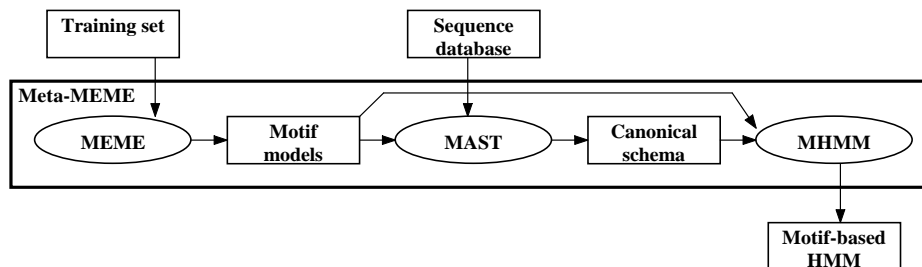 Training set
Sequence
database
Meta-MEME
MEME
Motif
models
MAST
Canonical
schema
MHMM
Motif-based
HMM